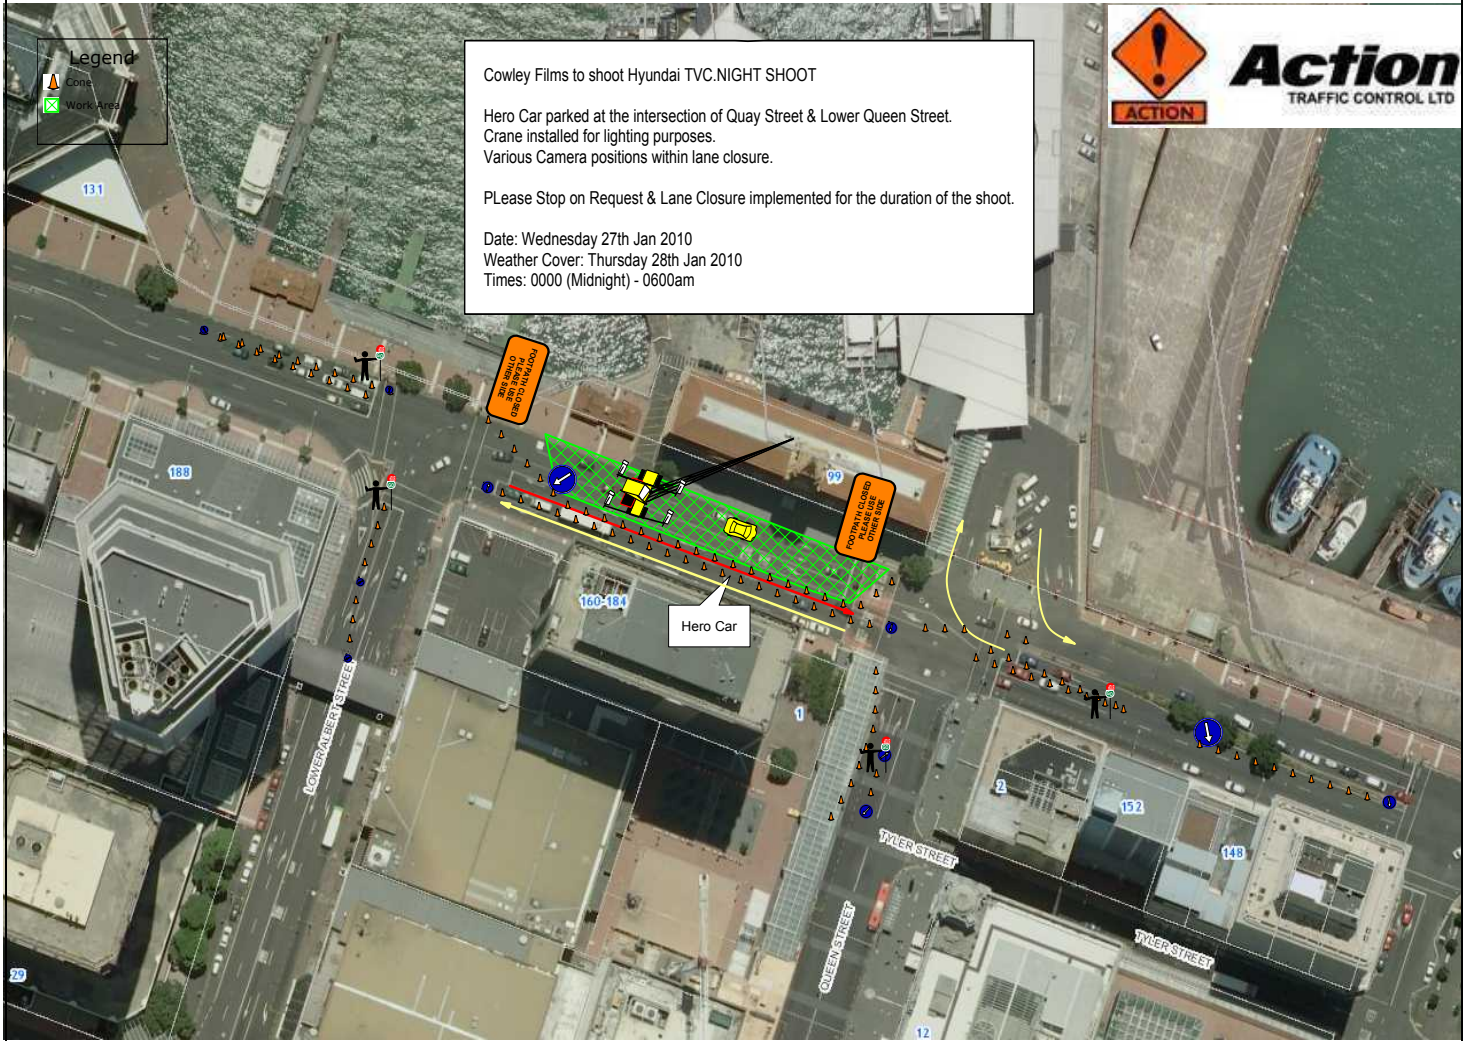 Legend
Cone
Work Area
Cowley Films to shoot Hyundai TVC.NIGHT SHOOT
Hero Car parked at the intersection of Quay Street & Lower Queen Street.
Crane installed for lighting purposes.
Various Camera positions within lane closure.
PLease Stop on Request & Lane Closure implemented for the duration of the shoot.
Date: Wednesday 27th Jan 2010
Weather Cover: Thursday 28th Jan 2010
Times: 0000 (Midnight) - 0600am
ACTION
Action
TRAFFIC CONTROL LTD
131
FOOTPATH CLOSED
PLEASE USE
OTHER SIDE
188
99
FOOTPATH CLOSED
PLEASE USE
OTHER SIDE
160-184
Hero Car
LOWER ALBERT STREET
1
2
152
148
TYLER STREET
TYLER STREET
QUEEN STREET
29
12